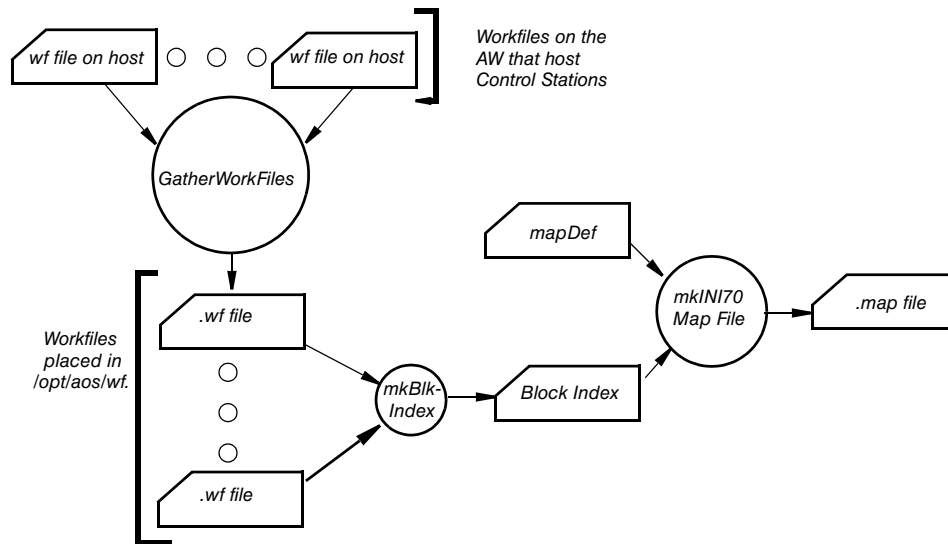 wf file on host
wf file on host
Workfiles on the
AW that host
Control Stations
GatherWorkFiles
mapDef
mkINI70
Map File
.map file
.wf file
Workfiles
placed in
/opt/aos/wf.
mkBlk-
Index
Block Index
.wf file